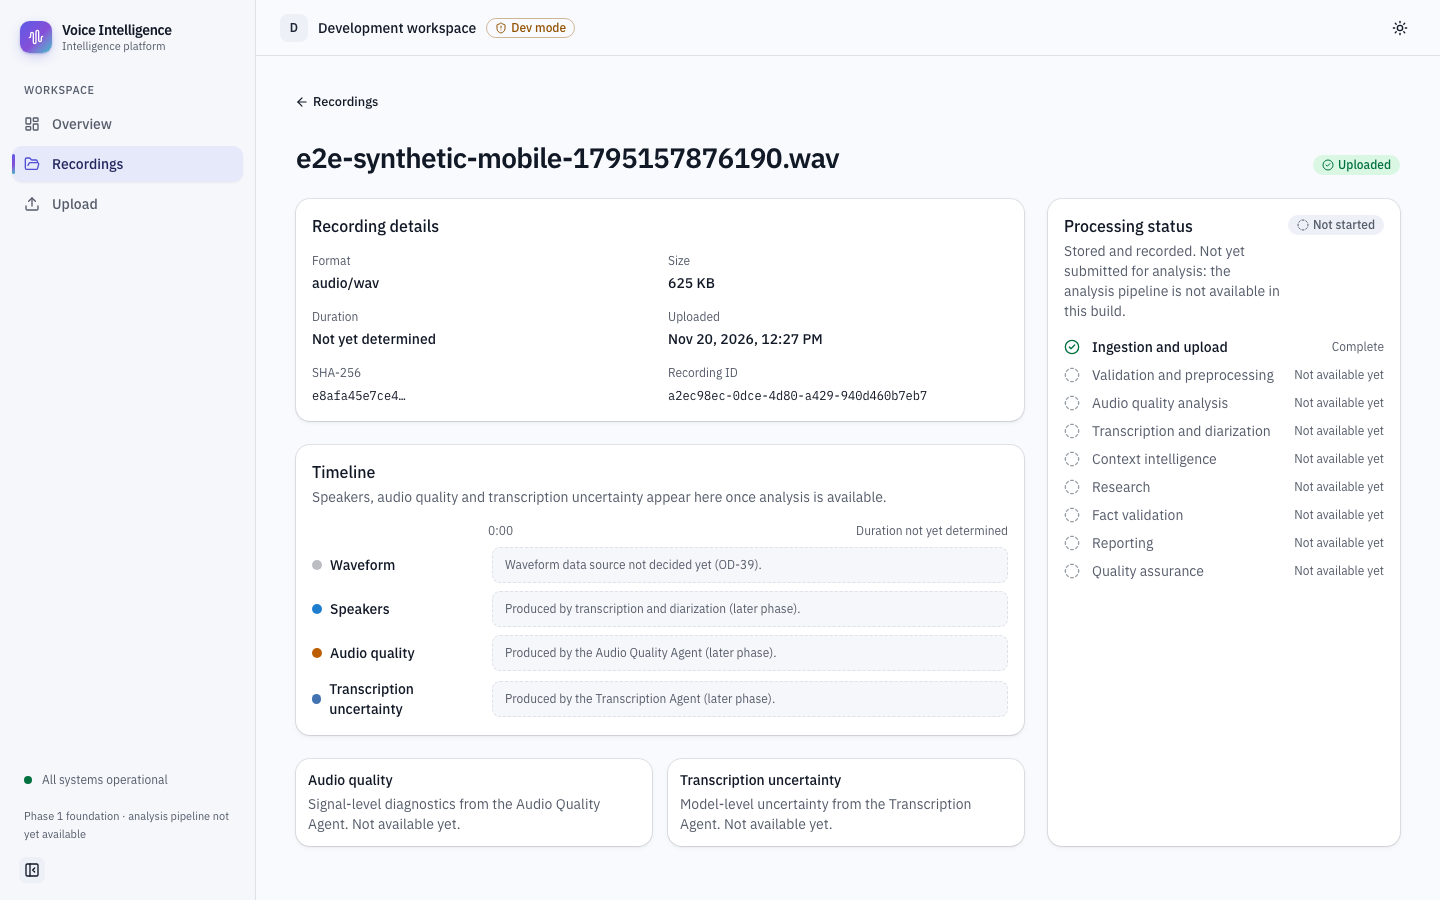 Voice Intelligence
Intelligence platform
WORKSPACE
Overview
Recordings
Upload
All systems operational
Phase 1 foundation · analysis pipeline not
yet available
D
Development workspace
Dev mode
Recordings
e2e-synthetic-mobile-1795157876190.wav
Uploaded
Recording details
Format
Size
audio/wav
625 KB
Duration
Uploaded
Not yet determined
Nov 20, 2026, 12:27 PM
SHA-256
Recording ID
e8afa45e7ce4…
a2ec98ec-0dce-4d80-a429-940d460b7eb7
Timeline
Speakers, audio quality and transcription uncertainty appear here once analysis is available.
0:00
Duration not yet determined
Waveform
Waveform data source not decided yet (OD-39).
Speakers
Produced by transcription and diarization (later phase).
Audio quality
Produced by the Audio Quality Agent (later phase).
Transcription
uncertainty
Produced by the Transcription Agent (later phase).
Audio quality
Signal-level diagnostics from the Audio Quality
Agent. Not available yet.
Transcription uncertainty
Model-level uncertainty from the Transcription
Agent. Not available yet.
Processing status
Not started
Stored and recorded. Not yet
submitted for analysis: the
analysis pipeline is not available in
this build.
Ingestion and upload
Complete
Validation and preprocessing
Not available yet
Audio quality analysis
Not available yet
Transcription and diarization
Not available yet
Context intelligence
Not available yet
Research
Not available yet
Fact validation
Not available yet
Reporting
Not available yet
Quality assurance
Not available yet